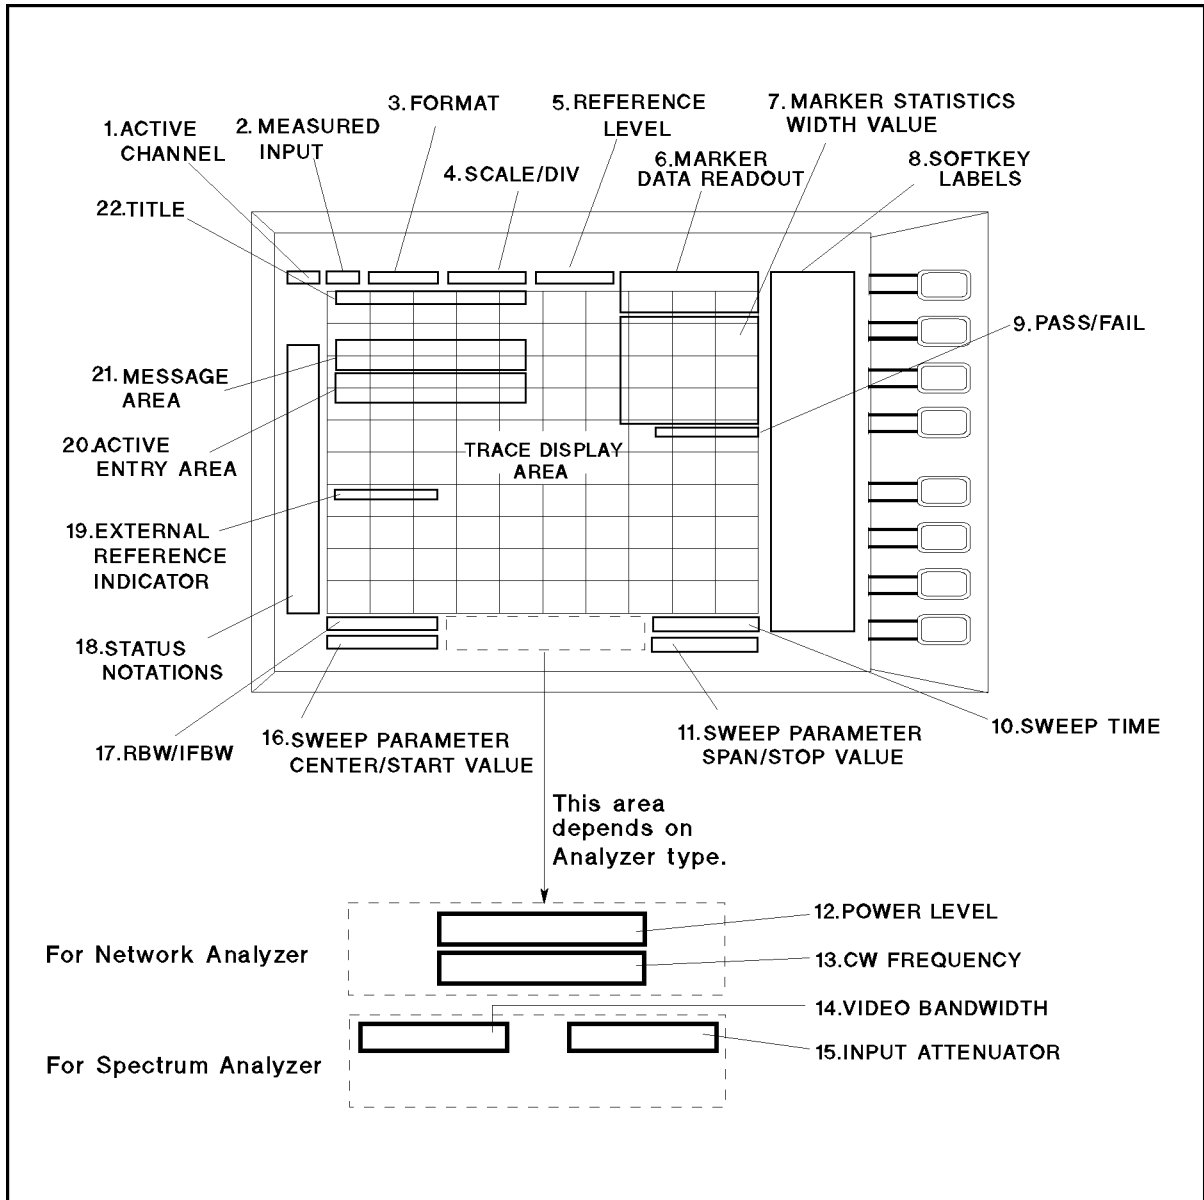 1.ACTIVE
CHANNEL
2.MEASURED
INPUT
3.FORMAT
4.SCALE/DIV
5.REFERENCE
LEVEL
6.MARKER
DATA READOUT
7.MARKER STATISTICS
WIDTH VALUE
8.SOFTKEY
LABELS
22.TITLE
9.PASS/FAIL
21.MESSAGE
AREA
20.ACTIVE
ENTRY AREA
TRACE DISPLAY
AREA
19.EXTERNAL
REFERENCE
INDICATOR
18.STATUS
NOTATIONS
17.RBW/IFBW
16.SWEEP PARAMETER
CENTER/START VALUE
11.SWEEP PARAMETER
SPAN/STOP VALUE
10.SWEEP TIME
This area
depends on
Analyzer type.
For Network Analyzer
12.POWER LEVEL
13.CW FREQUENCY
For Spectrum Analyzer
14.VIDEO BANDWIDTH
15.INPUT ATTENUATOR